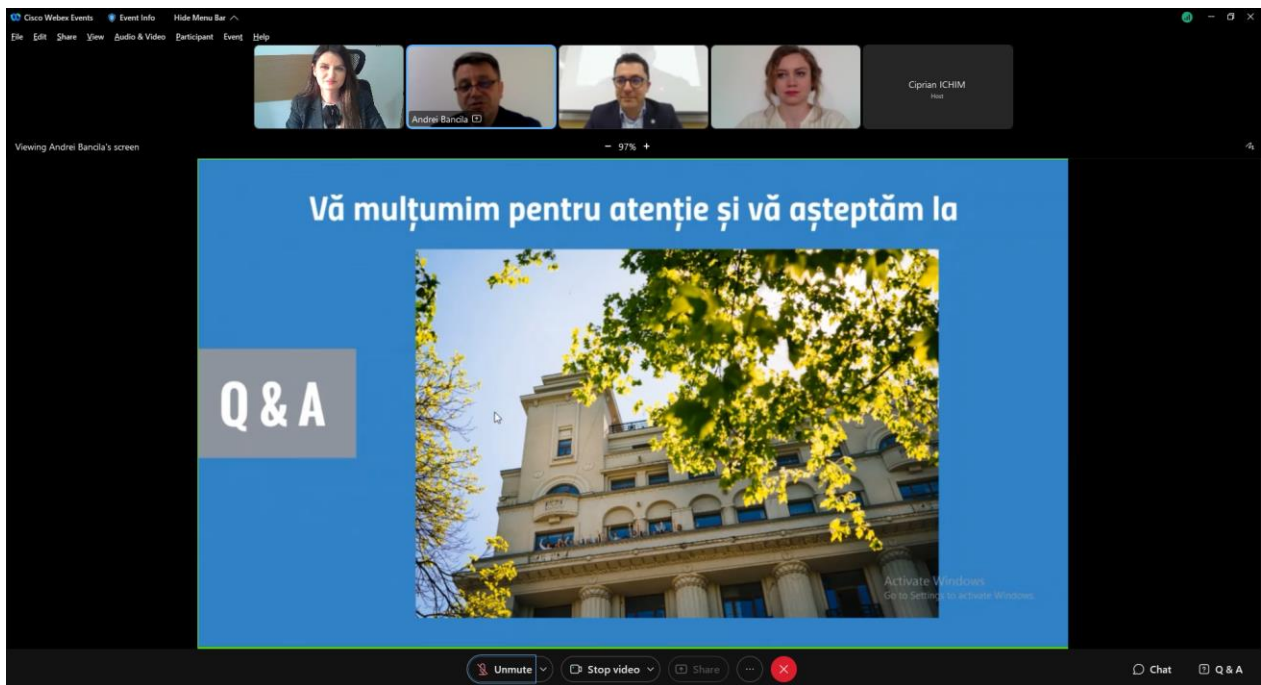 Cisco Webex Events Event Info Hide Menu Bar
File Edit Share View Audio & Video Participant Event Help
Andrei Bancila
Ciprian ICHIM
Host
Viewing Andrei Bancila's screen
− 97% +
Vă mulțumim pentru atenție și vă așteptăm la
Q & A
Activate Windows
Go to Settings to activate Windows.
Unmute Stop video Share
Chat Q & A